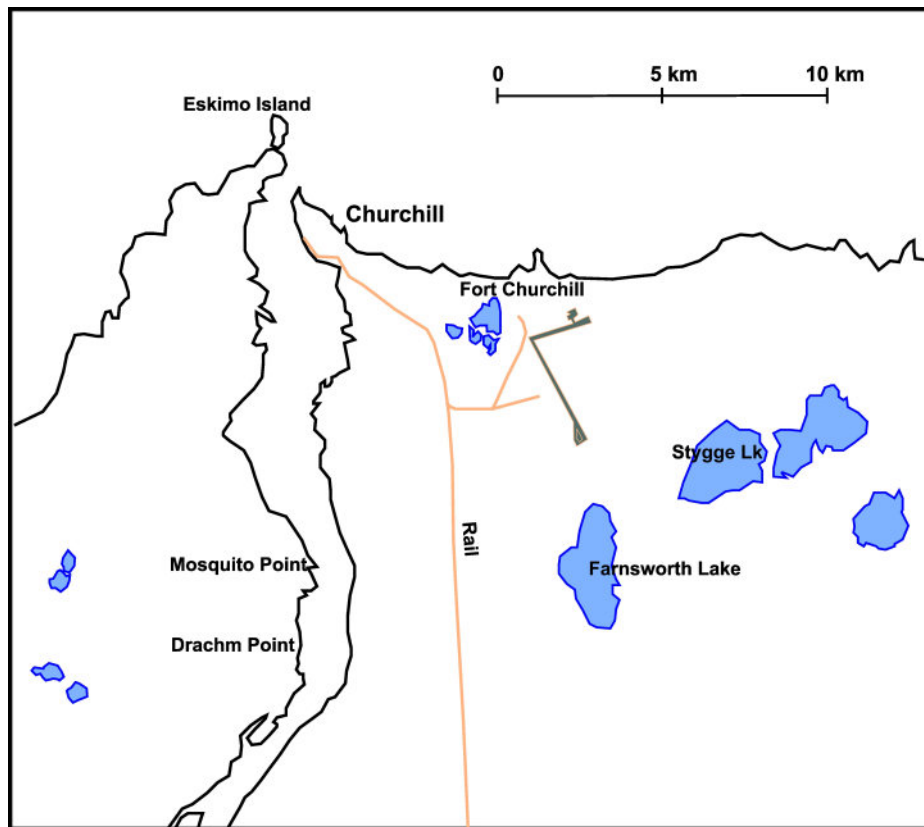 0 5 km 10 km
Eskimo Island
Churchill
Fort Churchill
Stygge Lk
Rail
Mosquito Point
Farnsworth Lake
Drachm Point